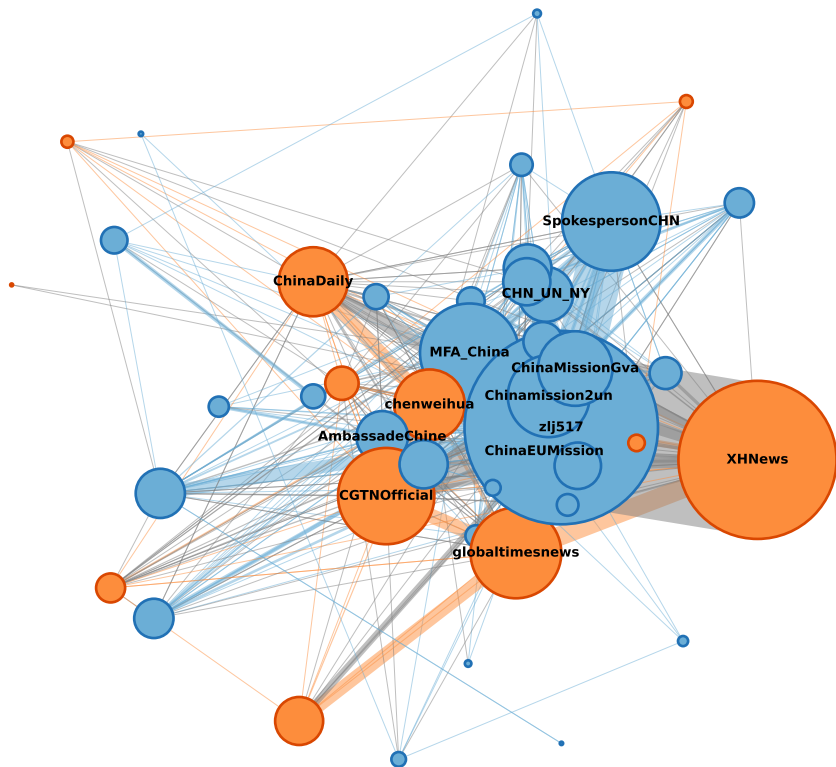 SpokespersonCHN
ChinaDaily
CHN_UN_NY
MFA_China
ChinaMissionGva
Chinamission2un
chenweihua
zlj517
AmbassadeChine
ChinaEUMission
XHNews
CGTNOfficial
globaltimesnews